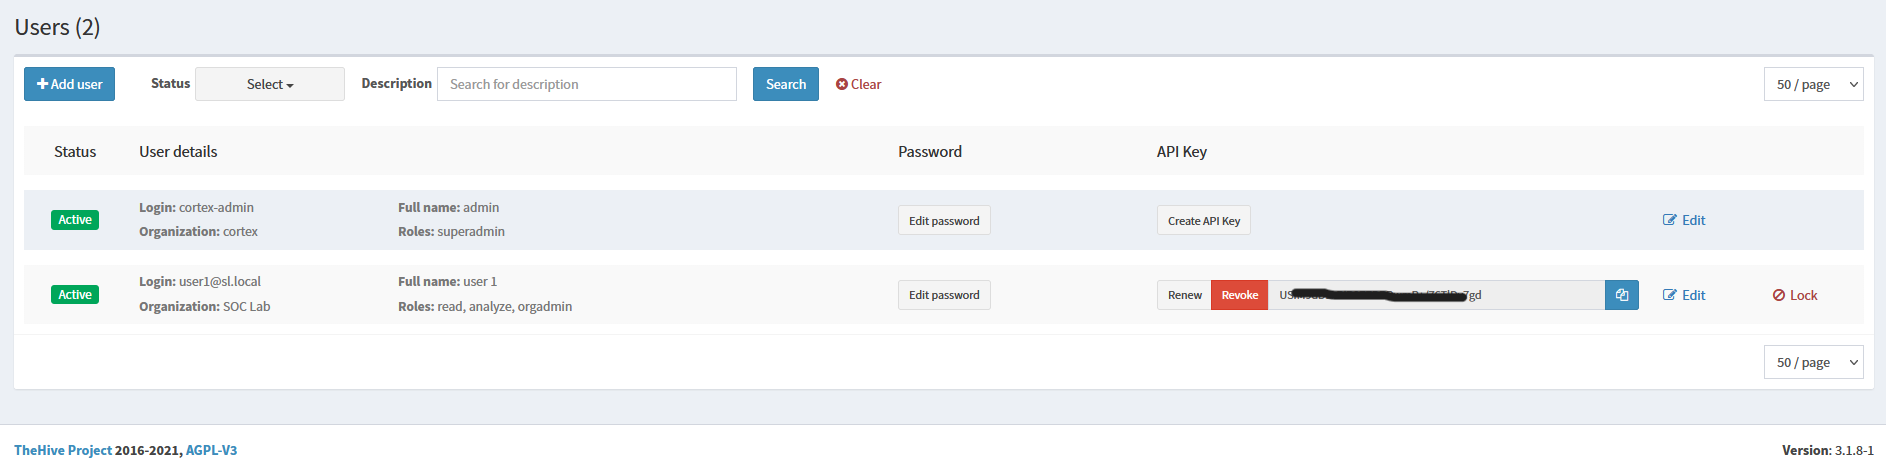 Users (2)
Add user Status Select Description Search for description Search Clear 50 / page
Status User details Password API Key
Active Login: cortex-admin Full name: admin Edit password Create API Key Edit
Organization: cortex Roles: superadmin
Active Login: user1@sl.local Full name: user 1 Edit password Renew Revoke Edit Lock
Organization: SOC Lab Roles: read, analyze, orgadmin
50 / page
TheHive Project 2016-2021, AGPL-V3 Version: 3.1.8-1